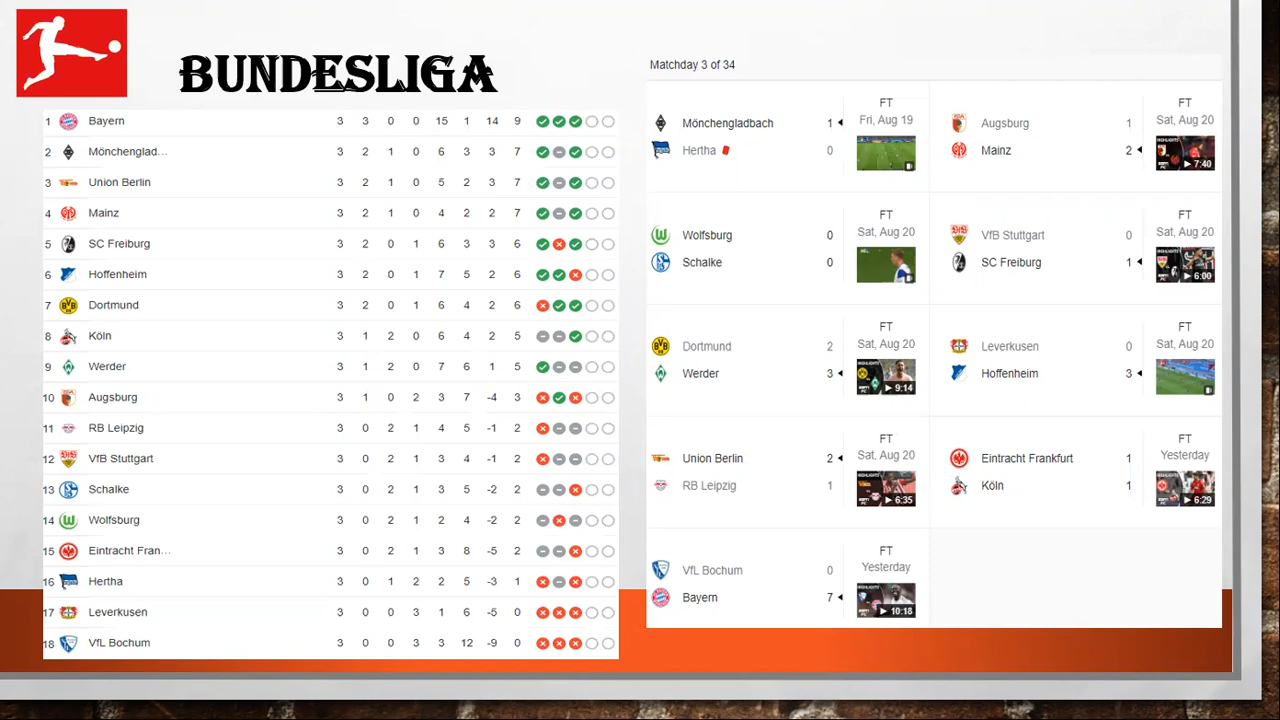 BUNDESLIGA
1 Bayern 3 3 0 0 15 1 14 9
2 Mönchenglad... 3 2 1 0 6 3 3 7
3 Union Berlin 3 2 1 0 5 2 3 7
4 Mainz 3 2 1 0 4 2 2 7
5 SC Freiburg 3 2 0 1 6 3 3 6
6 Hoffenheim 3 2 0 1 7 5 2 6
7 Dortmund 3 2 0 1 6 4 2 6
8 Köln 3 1 2 0 6 4 2 5
9 Werder 3 1 2 0 7 6 1 5
10 Augsburg 3 1 0 2 3 7 -4 3
11 RB Leipzig 3 0 2 1 4 5 -1 2
12 VfB Stuttgart 3 0 2 1 3 4 -1 2
13 Schalke 3 0 2 1 3 5 -2 2
14 Wolfsburg 3 0 2 1 2 4 -2 2
15 Eintracht Fran... 3 0 2 1 3 8 -5 2
16 Hertha 3 0 1 2 2 5 -3 1
17 Leverkusen 3 0 0 3 1 6 -5 0
18 VfL Bochum 3 0 0 3 3 12 -9 0
Matchday 3 of 34
FT
Mönchengladbach 1 Fri, Aug 19
Hertha 0
FT
Augsburg 1 Sat, Aug 20
Mainz 2
7:40
FT
Wolfsburg 0 Sat, Aug 20
Schalke 0
FT
VfB Stuttgart 0 Sat, Aug 20
SC Freiburg 1
6:00
FT
Dortmund 2 Sat, Aug 20
Werder 3
9:14
FT
Leverkusen 0 Sat, Aug 20
Hoffenheim 3
FT
Union Berlin 2 Sat, Aug 20
RB Leipzig 1
6:35
FT
Eintracht Frankfurt 1 Yesterday
Köln 1
6:29
FT
VfL Bochum 0 Yesterday
Bayern 7
10:18